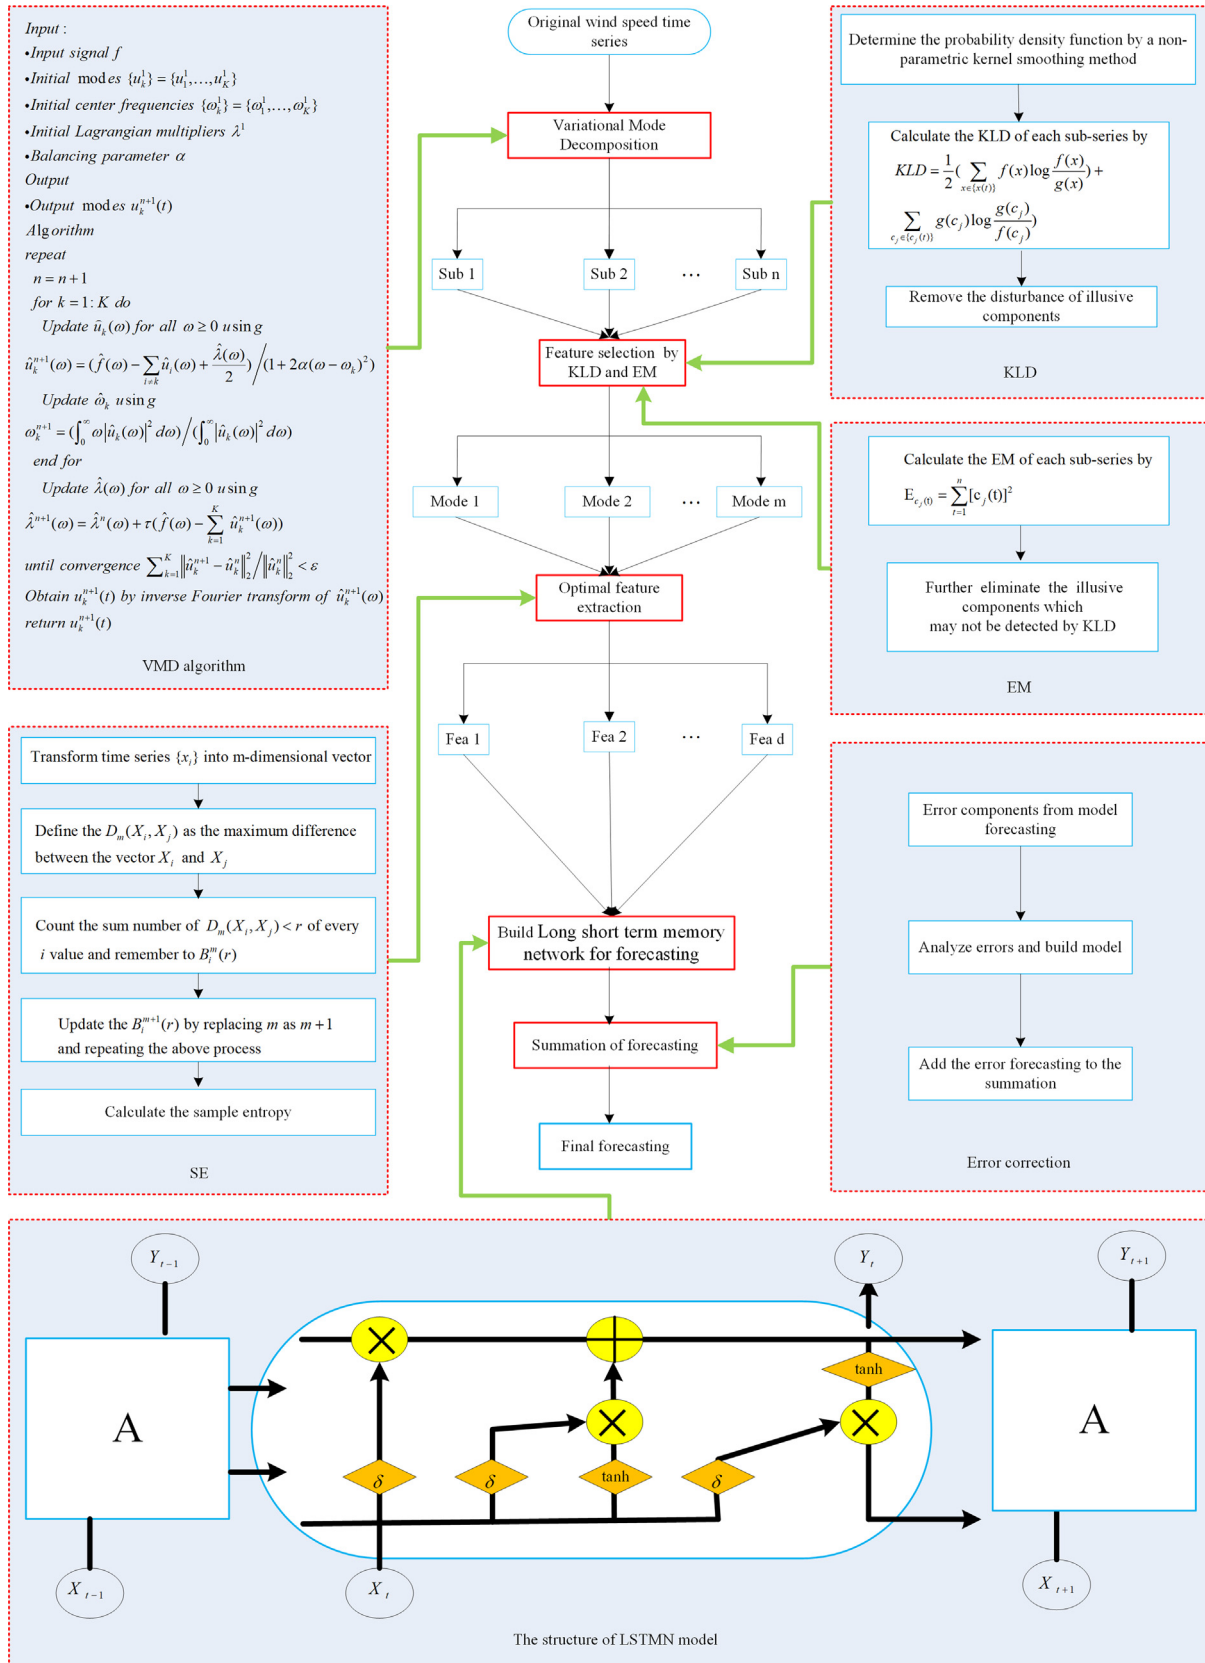 Input :
•Input signal f
•Initial modes {u_k^1} = {u_1^1,…,u_K^1}
•Initial center frequencies {ω_k^1} = {ω_1^1,…,ω_K^1}
•Initial Lagrangian multipliers λ^1
•Balancing parameter α
Output
•Output modes u_k^{n+1}(t)
Algorithm
repeat
n = n+1
for k = 1: K do
Update û_k(ω) for all ω ≥ 0 using
û_k^{n+1}(ω) = (f̂(ω) − ∑_{i≠k} û_i(ω) + λ̂(ω)/2) / (1 + 2α(ω − ω_k)^2)
Update ω̂_k using
ω_k^{n+1} = (∫_0^∞ ω|û_k(ω)|^2 dω) / (∫_0^∞ |û_k(ω)|^2 dω)
end for
Update λ̂(ω) for all ω ≥ 0 using
λ̂^{n+1}(ω) = λ̂^n(ω) + τ(f̂(ω) − ∑_{k=1}^K û_k^{n+1}(ω))
until convergence ∑_{k=1}^K ‖û_k^{n+1} − û_k^n‖_2^2 / ‖û_k^n‖_2^2 < ε
Obtain u_k^{n+1}(t) by inverse Fourier transform of û_k^{n+1}(ω)
return u_k^{n+1}(t)
VMD algorithm
Original wind speed time
series
Variational Mode
Decomposition
Sub 1
Sub 2
…
Sub n
Feature selection by
KLD and EM
Mode 1
Mode 2
…
Mode m
Optimal feature
extraction
Fea 1
Fea 2
…
Fea d
Build Long short term memory
network for forecasting
Summation of forecasting
Final forecasting
Determine the probability density function by a non-
parametric kernel smoothing method
Calculate the KLD of each sub-series by
KLD = 1/2(∑_{x∈{x(t)}} f(x) log f(x)/g(x)) +
∑_{c_j∈{c_j(t)}} g(c_j) log g(c_j)/f(c_j))
Remove the disturbance of illusive
components
KLD
Calculate the EM of each sub-series by
E_{c_j(t)} = ∑_{t=1}^n [c_j(t)]^2
Further eliminate the illusive
components which
may not be detected by KLD
EM
Transform time series {x_i} into m-dimensional vector
Define the D_m(X_i, X_j) as the maximum difference
between the vector X_i and X_j
Count the sum number of D_m(X_i, X_j) < r of every
i value and remember to B_i^m(r)
Update the B_i^{m+1}(r) by replacing m as m+1
and repeating the above process
Calculate the sample entropy
SE
Error components from model
forecasting
Analyze errors and build model
Add the error forecasting to the
summation
Error correction
Y_{t−1}
Y_t
Y_{t+1}
A
tanh
A
δ
δ
tanh
δ
X_{t−1}
X_t
X_{t+1}
The structure of LSTMN model